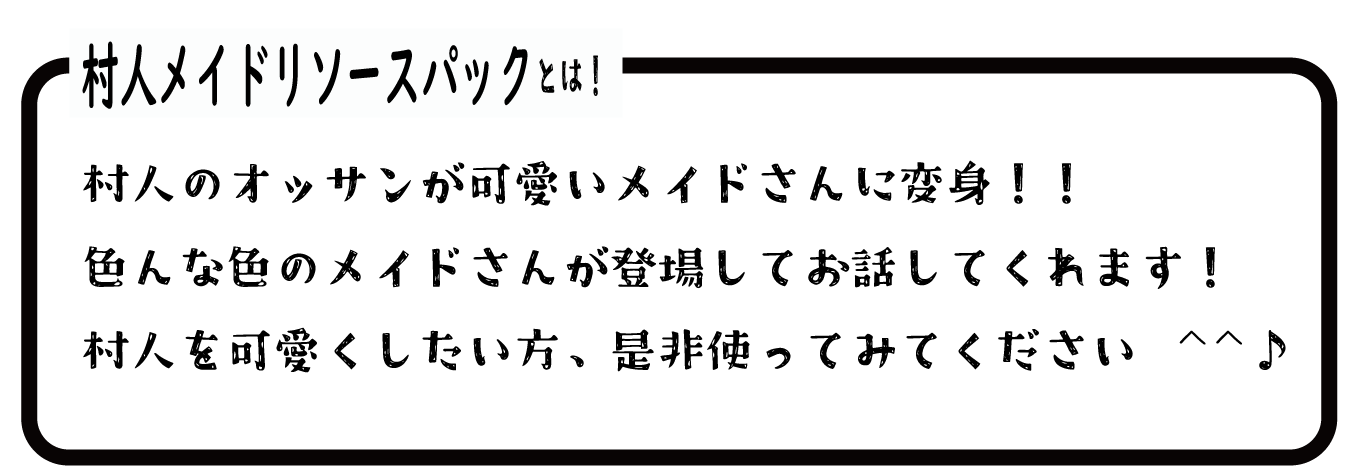 村人メイドリソースパックとは!
村人のオッサンが可愛いメイドさんに変身!!
色んな色のメイドさんが登場してお話してくれます!
村人を可愛くしたい方、是非使ってみてください ^^♪